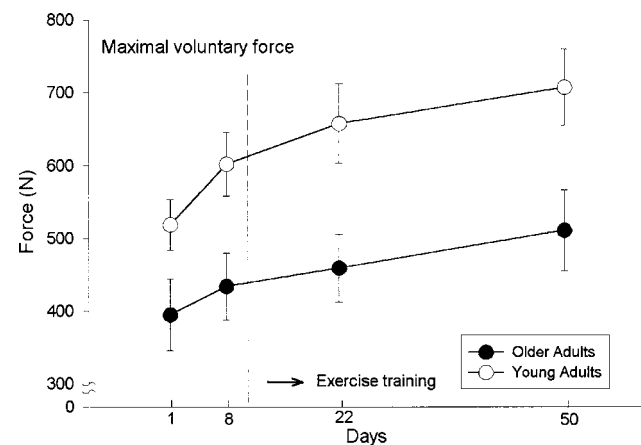 800
Maximal voluntary force
700
600
500
400
300
0
Force (N)
Exercise training
Older Adults
Young Adults
1 8 22 50
Days